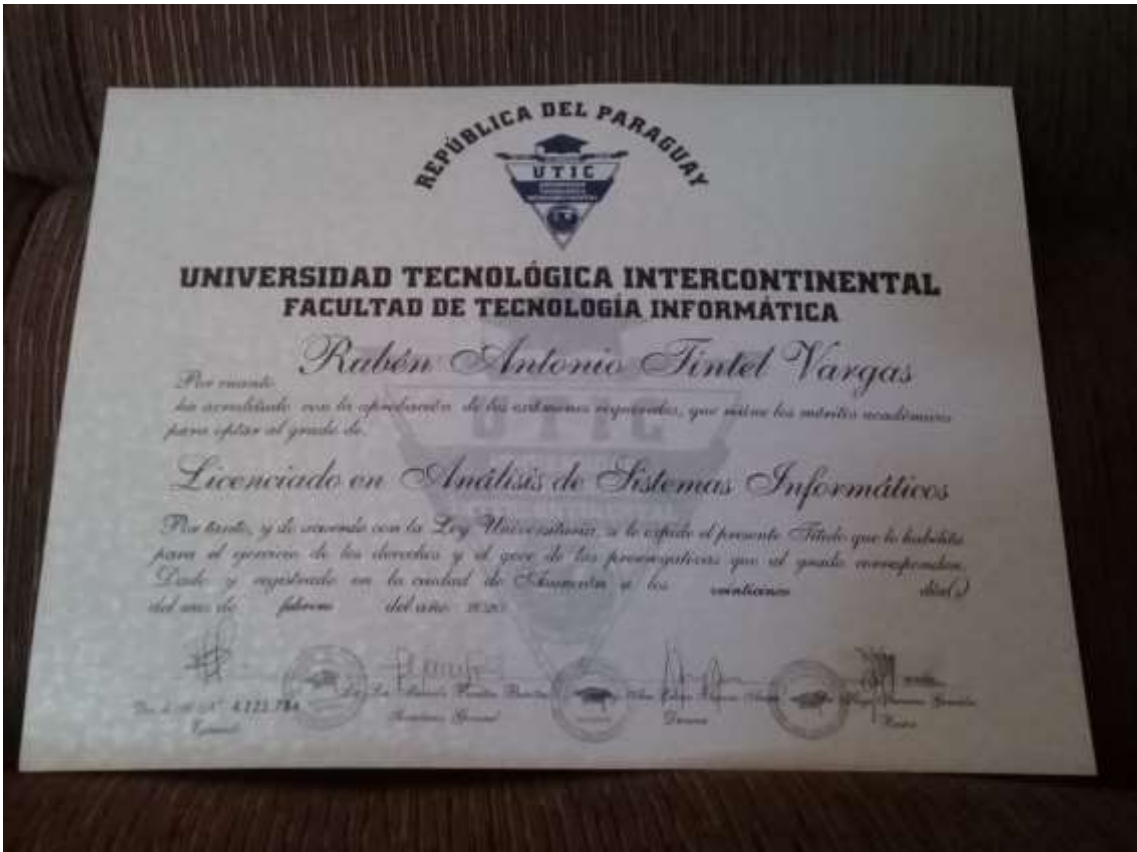 REPÚBLICA DEL PARAGUAY
UTIC
UNIVERSIDAD TECNOLÓGICA INTERCONTINENTAL
FACULTAD DE TECNOLOGÍA INFORMÁTICA
Rubén Antonio Tintel Vargas
Por cuanto
ha acreditado con la aprobación de los exámenes requeridos, que reúne los méritos académicos
para optar al grado de.
UTIC
Licenciado en Análisis de Sistemas Informáticos
Por tanto, y de acuerdo con la Ley Universitaria, se le expide el presente Título que lo habilita
para el ejercicio de los derechos y el goce de las prerrogativas que al grado corresponden.
Dado y registrado en la ciudad de Asunción a los veinticinco día(s)
del mes de febrero del año 2020
Secretario General
Decano
Rector